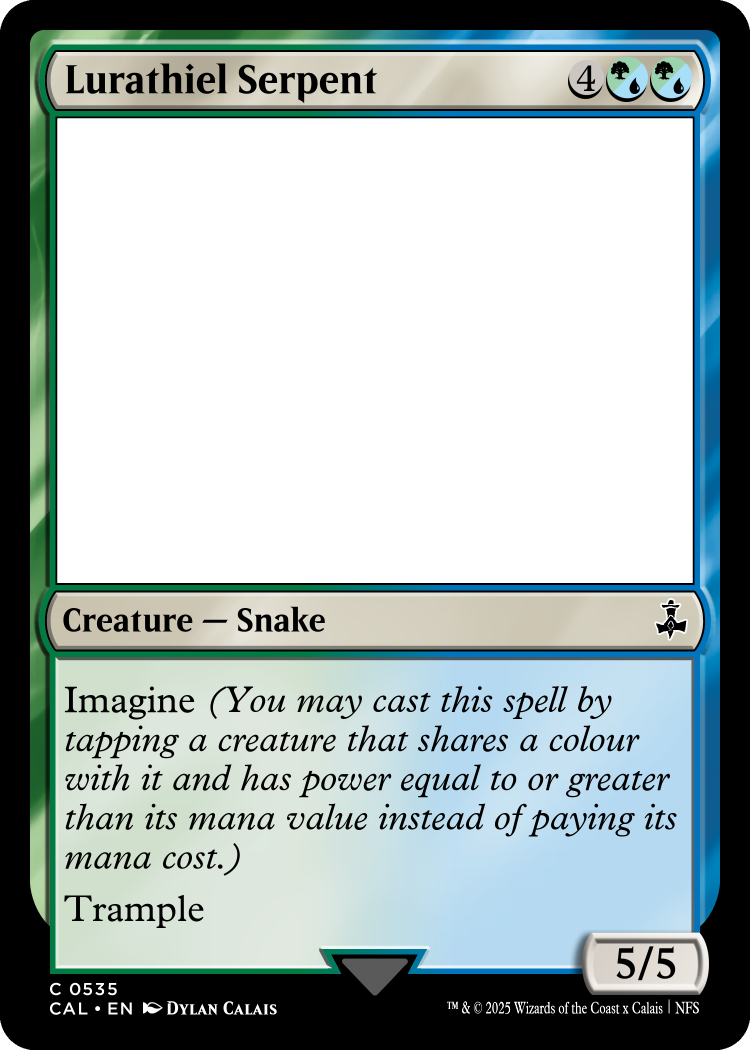 Lurathiel Serpent 4
Creature — Snake
Imagine (You may cast this spell by
tapping a creature that shares a colour
with it and has power equal to or greater
than its mana value instead of paying its
mana cost.)
Trample
5/5
C 0535
CAL • EN Dylan Calais
™ & © 2025 Wizards of the Coast x Calais | NFS